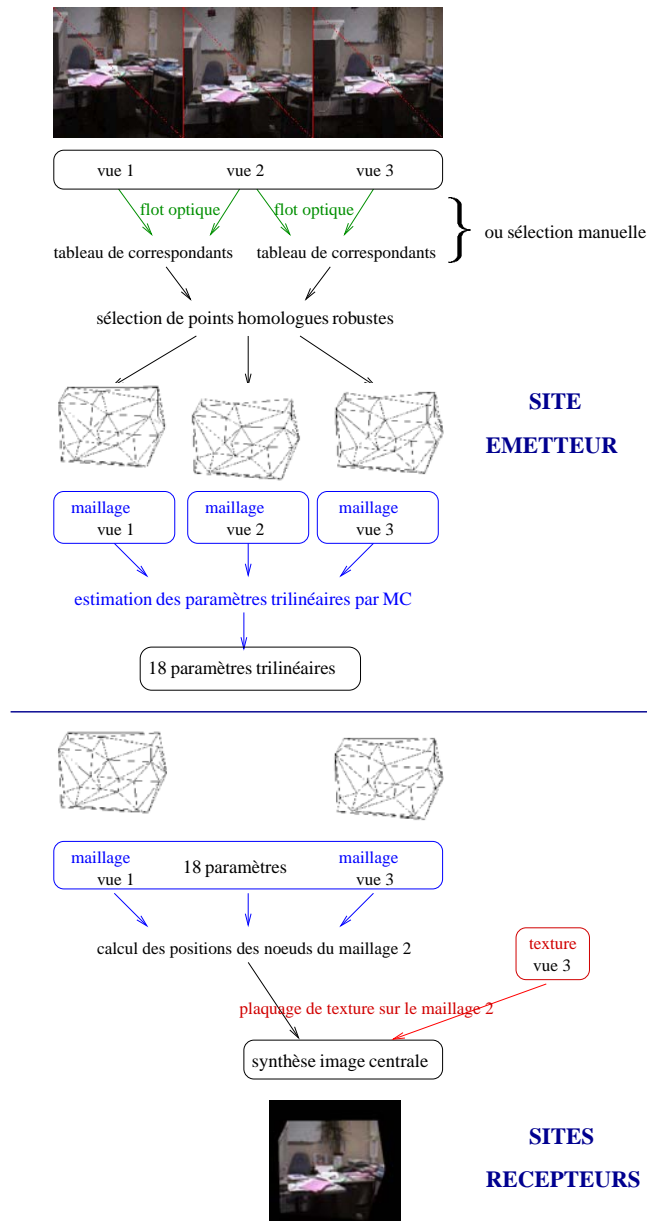 vue 1 vue 2 vue 3
flot optique flot optique
ou sélection manuelle
tableau de correspondants tableau de correspondants
sélection de points homologues robustes
SITE
EMETTEUR
maillage maillage maillage
vue 1 vue 2 vue 3
estimation des paramètres trilinéaires par MC
18 paramètres trilinéaires
maillage 18 paramètres maillage
vue 1 vue 3
calcul des positions des noeuds du maillage 2
texture
vue 3
plaquage de texture sur le maillage 2
synthèse image centrale
SITES
RECEPTEURS